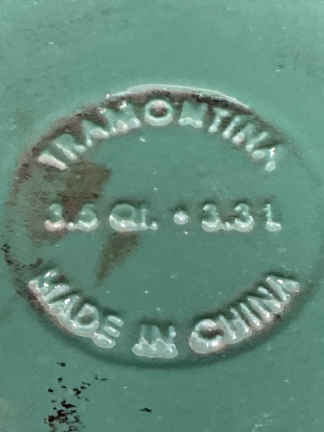 TRAMONTINA
3.5 Qt. • 3.3 L
MADE IN CHINA